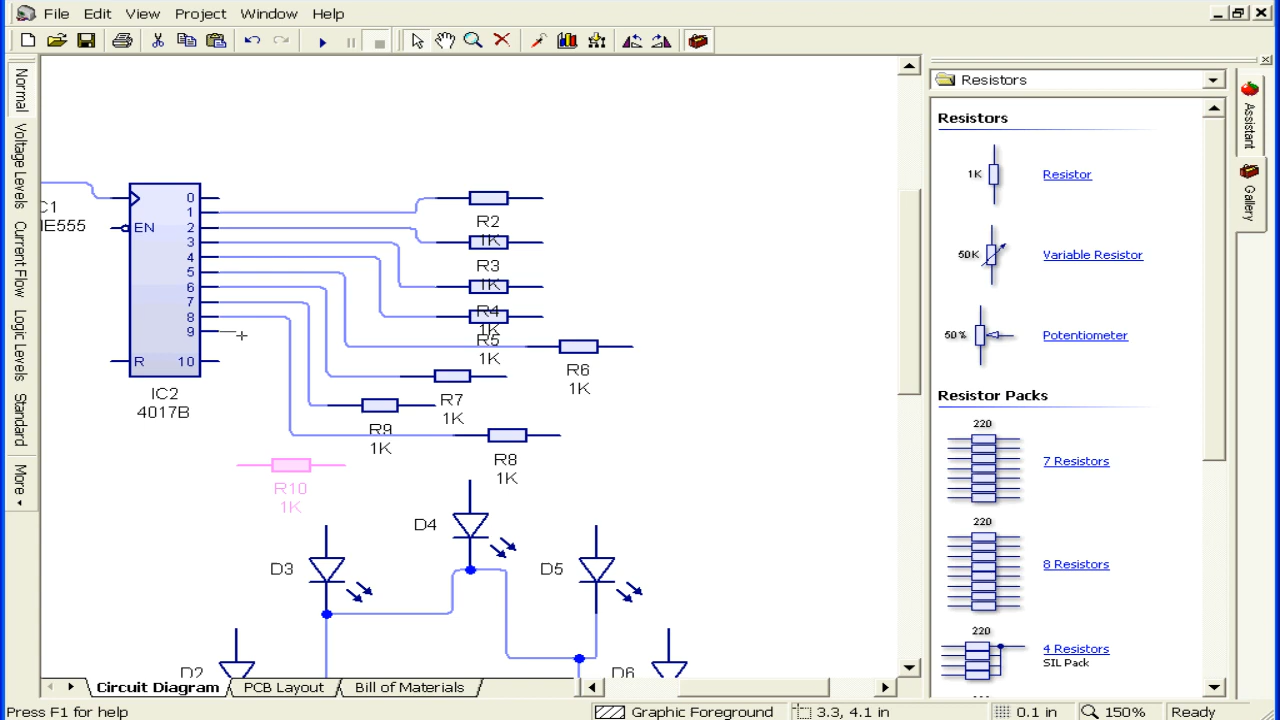 File Edit View Project Window Help
Normal
Voltage Levels
Current Flow
Logic Levels
Standard
More
C1
IE555
EN
R
0
1
2
3
4
5
6
7
8
9
10
IC2
4017B
R2
1K
R3
1K
R4
1K
R5
1K
R6
1K
R7
1K
R9
1K
R8
1K
R10
1K
D4
D3
D5
D2
D6
Resistors
Resistors
1K Resistor
50K Variable Resistor
50% Potentiometer
Resistor Packs
220
7 Resistors
220
8 Resistors
220
4 Resistors
SIL Pack
Assistant
Gallery
Circuit Diagram PCB Layout Bill of Materials
Press F1 for help Graphic Foreground 3.3, 4.1 in 0.1 in 150% Ready